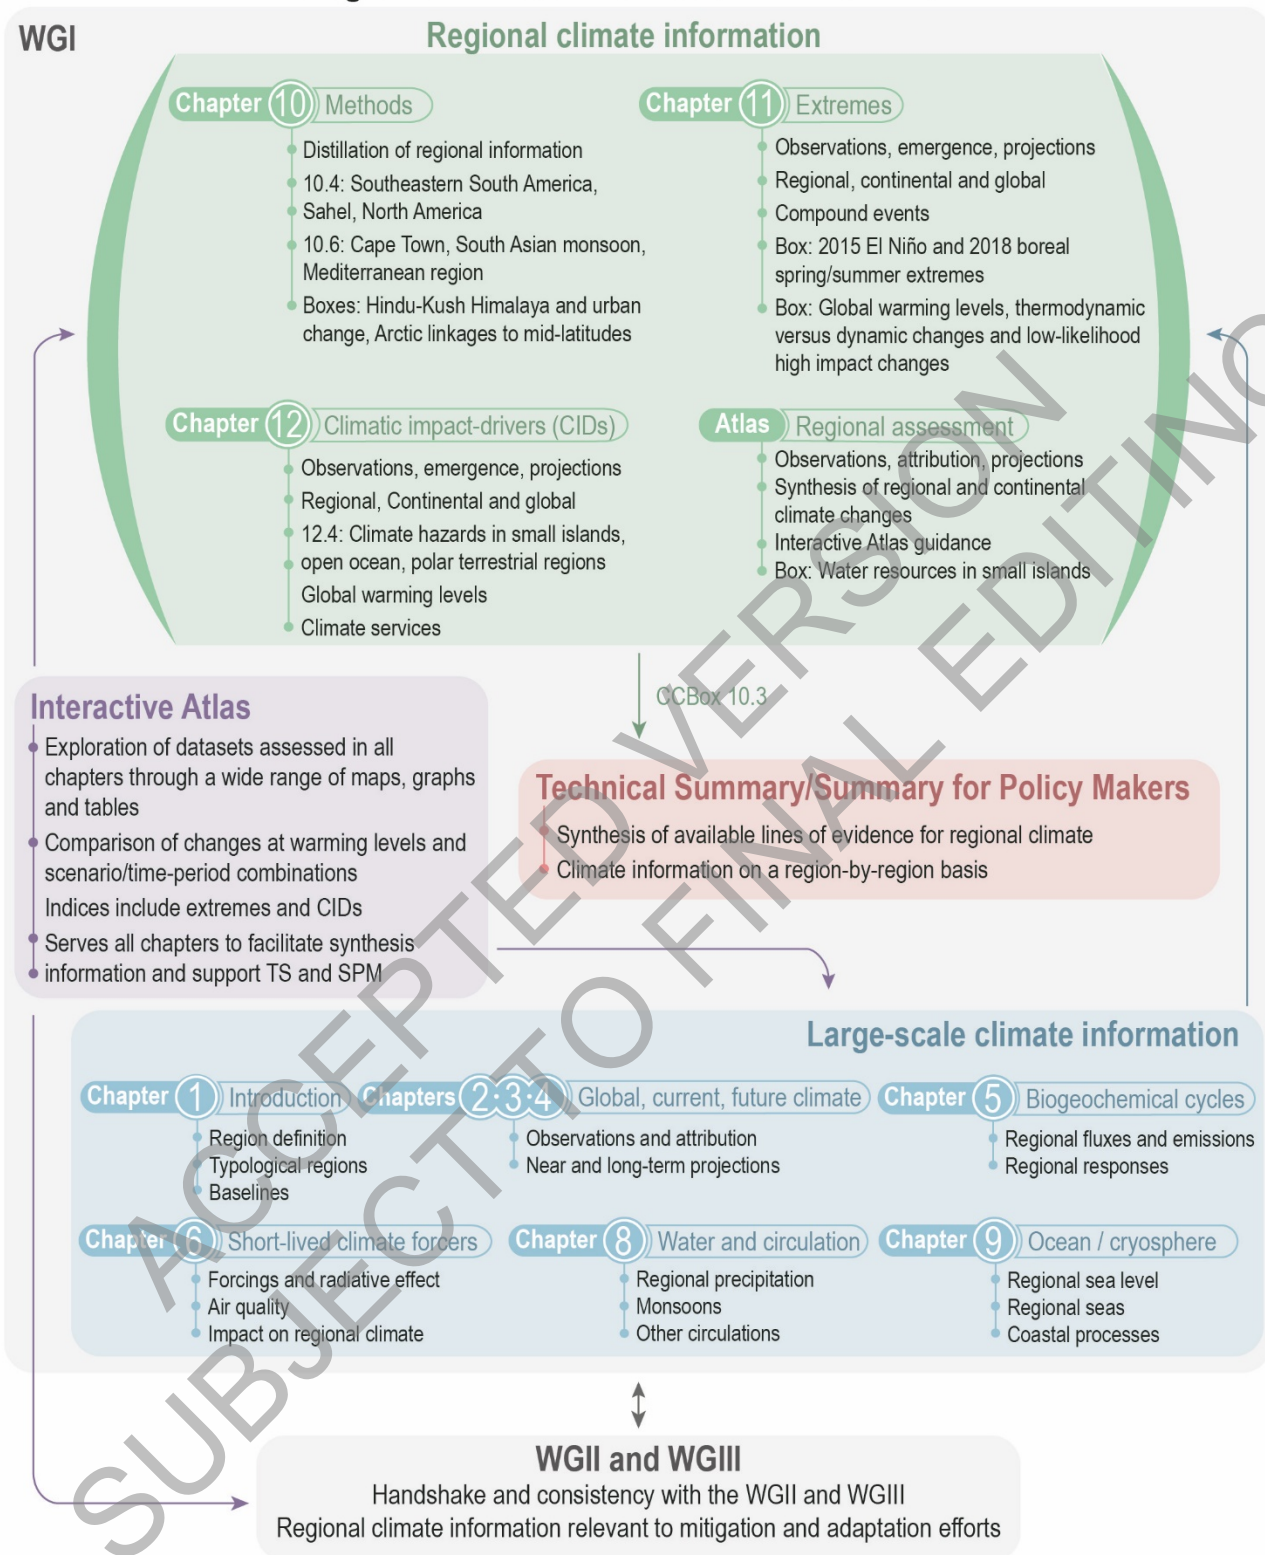 WGI
Regional climate information
Chapter 10 Methods
Distillation of regional information
10.4: Southeastern South America,
Sahel, North America
10.6: Cape Town, South Asian monsoon,
Mediterranean region
Boxes: Hindu-Kush Himalaya and urban
change, Arctic linkages to mid-latitudes
Chapter 11 Extremes
Observations, emergence, projections
Regional, continental and global
Compound events
Box: 2015 El Niño and 2018 boreal
spring/summer extremes
Box: Global warming levels, thermodynamic
versus dynamic changes and low-likelihood
high impact changes
Chapter 12 Climatic impact-drivers (CIDs)
Observations, emergence, projections
Regional, Continental and global
12.4: Climate hazards in small islands,
open ocean, polar terrestrial regions
Global warming levels
Climate services
Atlas Regional assessment
Observations, attribution, projections
Synthesis of regional and continental
climate changes
Interactive Atlas guidance
Box: Water resources in small islands
CCBox 10.3
Interactive Atlas
Exploration of datasets assessed in all
chapters through a wide range of maps, graphs
and tables
Comparison of changes at warming levels and
scenario/time-period combinations
Indices include extremes and CIDs
Serves all chapters to facilitate synthesis
information and support TS and SPM
Technical Summary/Summary for Policy Makers
Synthesis of available lines of evidence for regional climate
Climate information on a region-by-region basis
Large-scale climate information
Chapter 1 Introduction
Region definition
Typological regions
Baselines
Chapters 2·3·4 Global, current, future climate
Observations and attribution
Near and long-term projections
Chapter 5 Biogeochemical cycles
Regional fluxes and emissions
Regional responses
Chapter 6 Short-lived climate forcers
Forcings and radiative effect
Air quality
Impact on regional climate
Chapter 8 Water and circulation
Regional precipitation
Monsoons
Other circulations
Chapter 9 Ocean / cryosphere
Regional sea level
Regional seas
Coastal processes
WGII and WGIII
Handshake and consistency with the WGII and WGIII
Regional climate information relevant to mitigation and adaptation efforts
ACCEPTED VERSION
SUBJECT TO FINAL EDITING